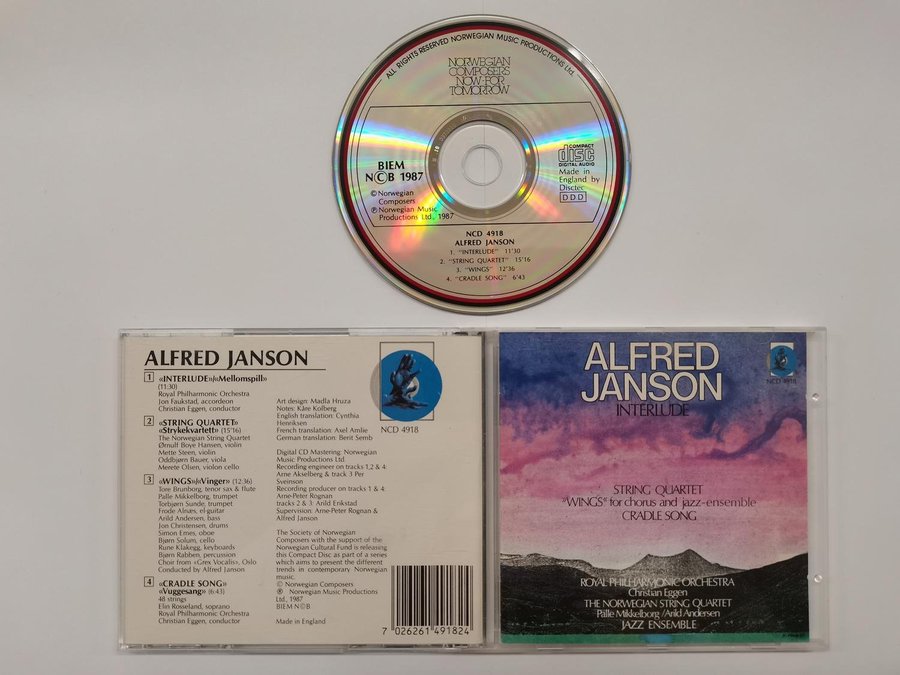 ALL RIGHTS RESERVED NORWEGIAN MUSIC PRODUCTIONS Ltd.
NORWEGIAN
COMPOSERS
NOW·FOR
TOMORROW
BIEM
NⒸB 1987
© Norwegian
Composers
Ⓟ Norwegian Music
Productions Ltd., 1987
COMPACT
disc
DIGITAL AUDIO
Made in
England by
Disctec
DDD
NCD 4918
ALFRED JANSON
1. "INTERLUDE" 11'30
2: "STRING QUARTET" 15'16
3. "WINGS" 12'36
4. "CRADLE SONG" 6'43
ALFRED JANSON
1 «INTERLUDE»/«Mellomspill»
(11:30)
Royal Philharmonic Orchestra
Jon Faukstad, accordeon
Christian Eggen, conductor
2 «STRING QUARTET»
«Strykekvartett» (15'16)
The Norwegian String Quartet
Ørnulf Boye Hansen, violin
Mette Steen, violin
Oddbjørn Bauer, viola
Merete Olsen, violon cello
3 «WINGS»/«Vinger» (12:36)
Tore Brunborg, tenor sax & flute
Palle Mikkelborg, trumpet
Torbjørn Sunde, trumpet
Frode Alnæs, el-guitar
Arild Andersen, bass
Jon Christensen, drums
Simon Emes, oboe
Bjørn Solum, cello
Rune Klakegg, keyboards
Bjørn Rabben, percussion
Choir from «Grex Vocalis», Oslo
Conducted by Alfred Janson
4 «CRADLE SONG»
«Vuggesang» (6:43)
48 strings
Elin Rosseland, soprano
Royal Philharmonic Orchestra
Christian Eggen, conductor
Art design: Madla Hruza
Notes: Kåre Kolberg
English translation: Cynthia
Henriksen
French translation: Axel Amlie
German translation: Berit Semb
Digital CD Mastering: Norwegian
Music Productions Ltd.
Recording engineer on tracks 1,2 & 4:
Arne Akselberg & track 3 Per
Sveinson
Recording producer on tracks 1 & 4:
Arne-Peter Rognan
tracks 2 & 3: Arild Erikstad
Supervision: Arne-Peter Rognan &
Alfred Janson
The Society of Norwegian
Composers with the support of the
Norwegian Cultural Fund is releasing
this Compact Disc as part of a series
which aims to present the different
trends in contemporary Norwegian
music.
© Norwegian Composers
® Norwegian Music Productions
Ltd., 1987
BIEM NⒸB
Made in England
NCD 4918
7 026261 491824
ALFRED
JANSON
INTERLUDE
NCD 4918
STRING QUARTET
»WINGS« for chorus and jazz-ensemble
CRADLE SONG
ROYAL PHILHARMONIC ORCHESTRA
Christian Eggen
THE NORWEGIAN STRING QUARTET
Palle Mikkelborg/Arild Andersen
JAZZ ENSEMBLE